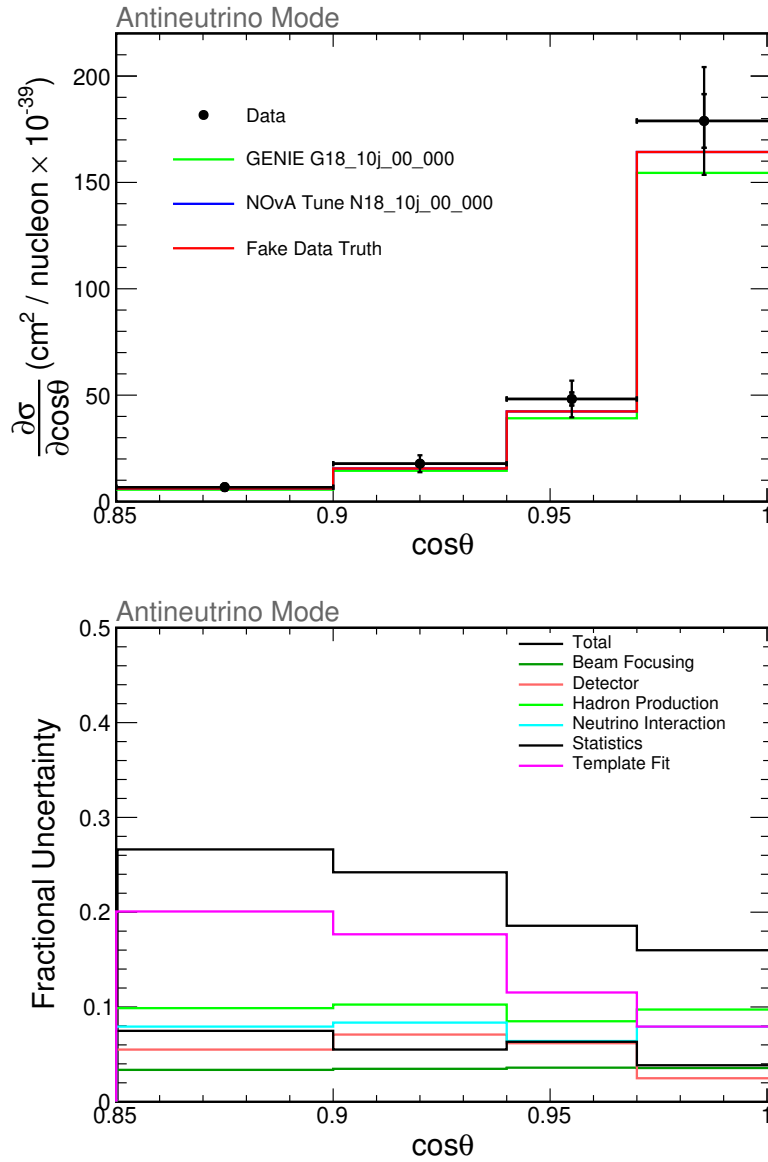 Antineutrino Mode
∂σ/∂cosθ (cm² / nucleon × 10⁻³⁹)
200
150
100
50
0
Data
GENIE G18_10j_00_000
NOvA Tune N18_10j_00_000
Fake Data Truth
0.85 0.9 0.95 1
cosθ
Antineutrino Mode
Fractional Uncertainty
0.5
0.4
0.3
0.2
0.1
0
Total
Beam Focusing
Detector
Hadron Production
Neutrino Interaction
Statistics
Template Fit
0.85 0.9 0.95 1
cosθ